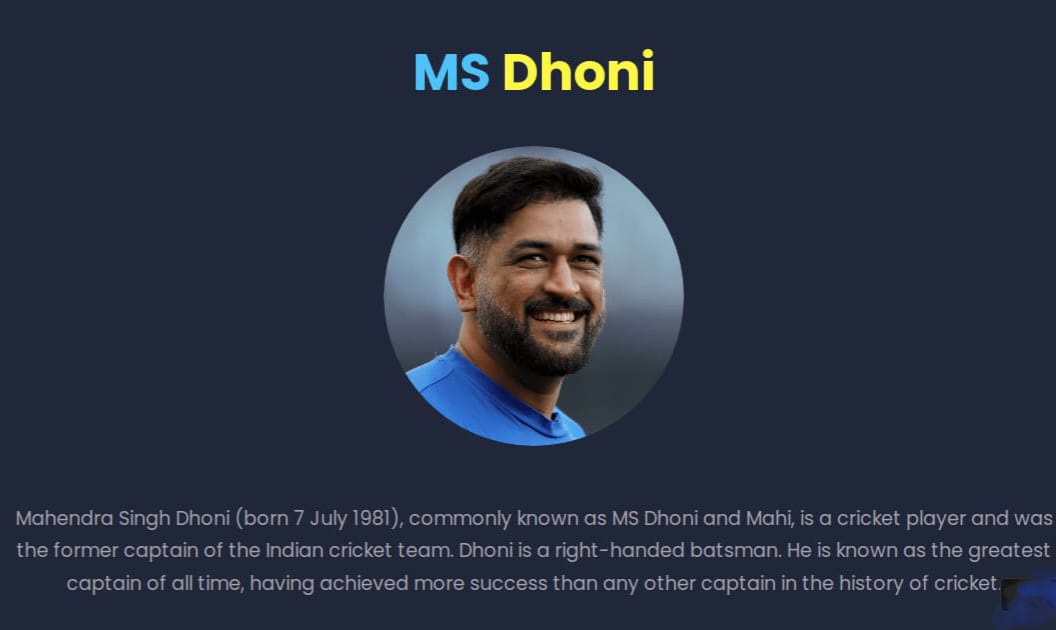 MS Dhoni
Mahendra Singh Dhoni (born 7 July 1981), commonly known as MS Dhoni and Mahi, is a cricket player and was
the former captain of the Indian cricket team. Dhoni is a right-handed batsman. He is known as the greatest
captain of all time, having achieved more success than any other captain in the history of cricket.